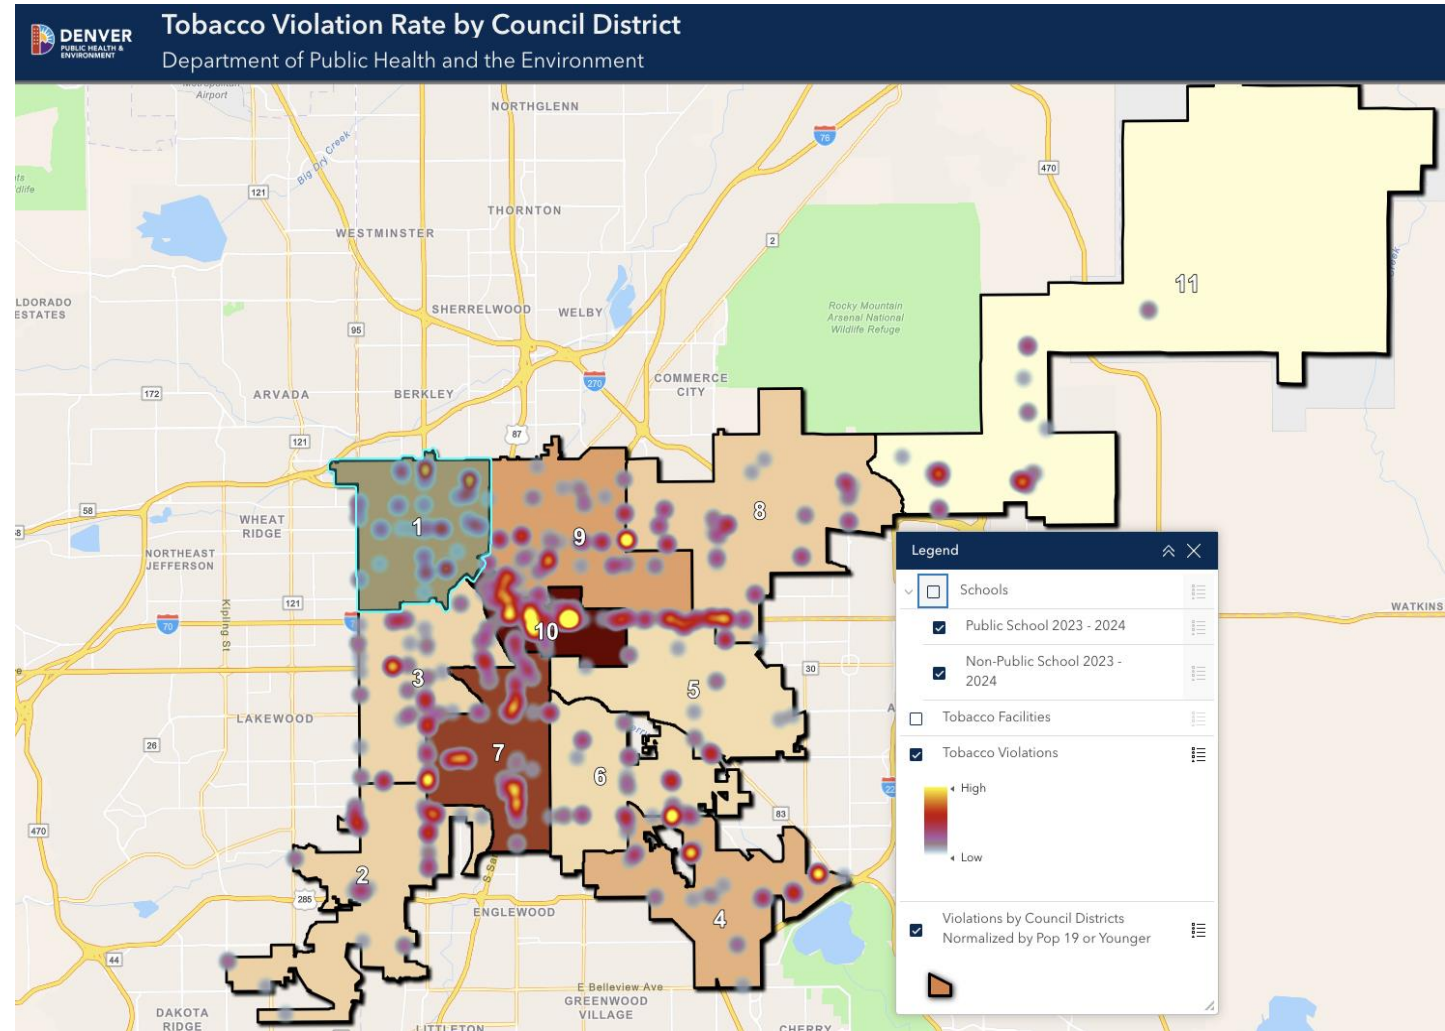 DENVER
PUBLIC HEALTH &
ENVIRONMENT
Tobacco Violation Rate by Council District
Department of Public Health and the Environment
Metropolitan
Airport
NORTHGLENN
76
Big Dry Creek
470
121
THORNTON
WESTMINSTER
2
11
LDORADO
ESTATES
SHERRELWOOD
WELBY
Rocky Mountain
Arsenal National
Wildlife Refuge
95
270
COMMERCE
CITY
172
ARVADA
BERKLEY
87
121
58
WHEAT
RIDGE
1
9
8
NORTHEAST
JEFFERSON
Kipling St
121
70
10
WATKINS
3
30
5
LAKEWOOD
26
7
6
83
470
2
285
ENGLEWOOD
4
44
E Belleview Ave
GREENWOOD
VILLAGE
DAKOTA
RIDGE
LITTLETON
CHERRY
Legend
Schools
Public School 2023 - 2024
Non-Public School 2023 -
2024
Tobacco Facilities
Tobacco Violations
High
Low
Violations by Council Districts
Normalized by Pop 19 or Younger